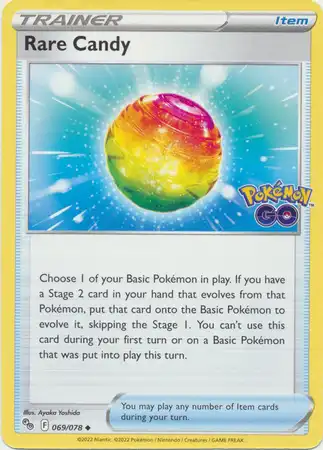 TRAINER Item
Rare Candy
Pokémon
GO
Choose 1 of your Basic Pokémon in play. If you have
a Stage 2 card in your hand that evolves from that
Pokémon, put that card onto the Basic Pokémon
to evolve it, skipping the Stage 1. You can't use this
card during your first turn or on a Basic Pokémon
that was put into play this turn.
Illus. Ayako Yoshida
F 069/078
You may play any number of Item cards
during your turn.
©2022 Niantic. ©2022 Pokémon / Nintendo / Creatures / GAME FREAK